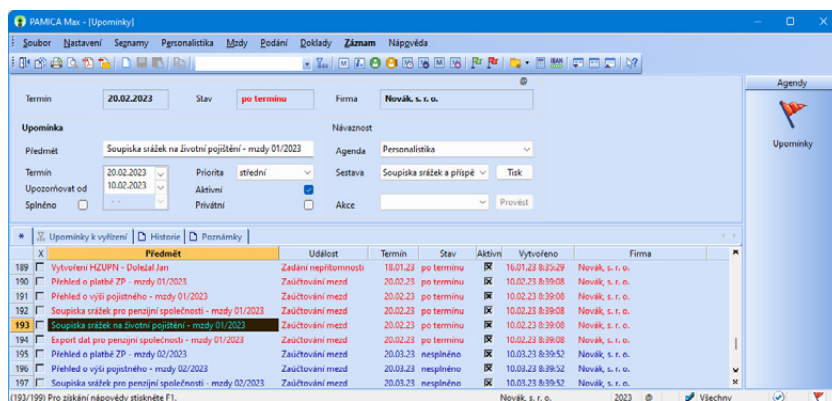 PAMICA Max - [Upomínky]
Soubor Nastavení Seznamy Personalistika Mzdy Podání Doklady Záznam Nápověda
@
Agendy
Termín 20.02.2023 Stav po termínu Firma Novák, s. r. o.
Upomínky
Upomínka Návaznost
Předmět Soupiska srážek na životní pojištění - mzdy 01/2023 Agenda Personalistika
Termín 20.02.2023 Priorita střední Sestava Soupiska srážek a příspě Tisk
Upozorňovat od 10.02.2023 Aktivní
Splněno Privátní Akce Provést
* Upomínky k vyřízení Historie Poznámky
X Předmět Událost Termín Stav Aktivn Vytvořeno Firma
189 Vytvoření HZUPN - Doležal Jan Zadání nepřítomnosti 18.01.23 po termínu 16.01.23 8:35:29 Novák, s. r. o.
190 Přehled o platbě ZP - mzdy 01/2023 Zaúčtování mezd 20.02.23 po termínu 10.02.23 8:39:08 Novák, s. r. o.
191 Přehled o výši pojistného - mzdy 01/2023 Zaúčtování mezd 20.02.23 po termínu 10.02.23 8:39:08 Novák, s. r. o.
192 Soupiska srážek pro penzijní společnosti - mzdy 01/2023 Zaúčtování mezd 20.02.23 po termínu 10.02.23 8:39:08 Novák, s. r. o.
193 Soupiska srážek na životní pojištění - mzdy 01/2023 Zaúčtování mezd 20.02.23 po termínu 10.02.23 8:39:08 Novák, s. r. o.
194 Export dat pro penzijní společnosti - mzdy 01/2023 Zaúčtování mezd 20.02.23 po termínu 10.02.23 8:39:08 Novák, s. r. o.
195 Přehled o platbě ZP - mzdy 02/2023 Zaúčtování mezd 20.03.23 nesplněno 10.03.23 8:39:52 Novák, s. r. o.
196 Přehled o výši pojistného - mzdy 02/2023 Zaúčtování mezd 20.03.23 nesplněno 10.03.23 8:39:52 Novák, s. r. o.
197 Soupiska srážek pro penzijní společnosti - mzdy 02/2023 Zaúčtování mezd 20.03.23 nesplněno 10.03.23 8:39:52 Novák, s. r. o.
(193/199) Pro získání nápovědy stiskněte F1. Novák, s. r. o. 2023 @ Všechny